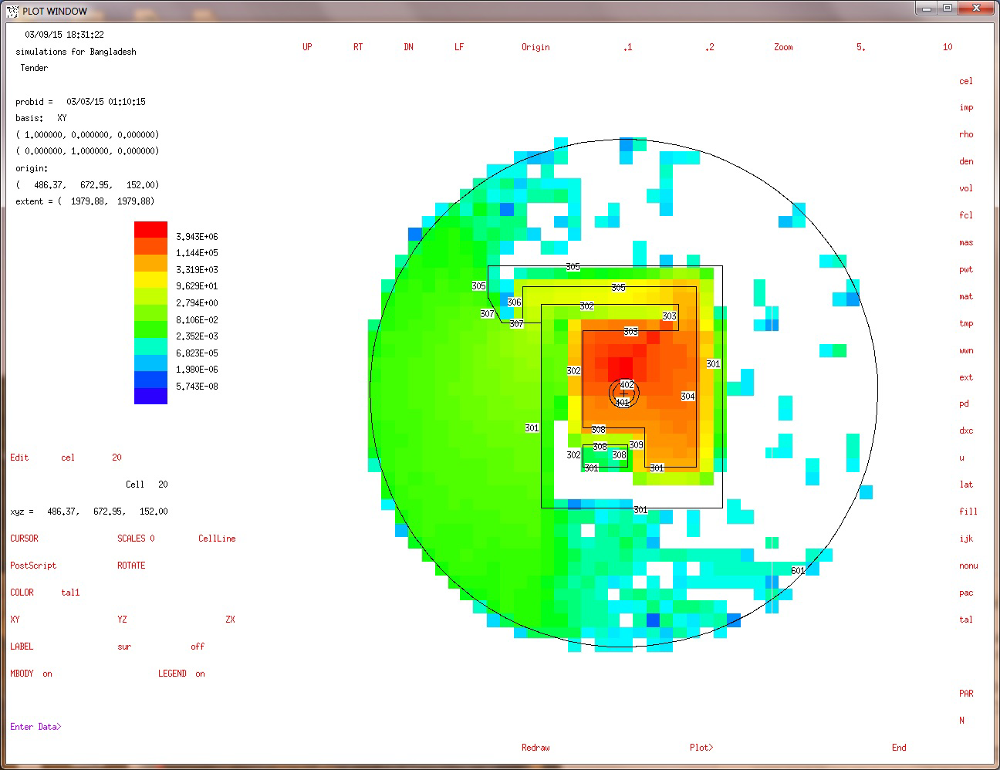 PLOT WINDOW
03/09/15 18:31:22
simulations for Bangladesh
Tender
UP RT DN LF Origin .1 .2 Zoom 5. 10
probid = 03/03/15 01:10:15
basis: XY
( 1.000000, 0.000000, 0.000000)
( 0.000000, 1.000000, 0.000000)
origin:
( 486.37, 672.95, 152.00)
extent = ( 1979.88, 1979.88)
3.943E+06
1.144E+05
3.319E+03
9.629E+01
2.794E+00
8.106E-02
2.352E-03
6.823E-05
1.980E-06
5.743E-08
305
305
305
306
302
307
303
307
303
301
302
402
304
401
301
308
308
309
302
308
301
301
301
601
cel
imp
rho
den
vol
fcl
mas
pwt
mat
tmp
wwn
ext
pd
dxc
u
lat
fill
ijk
nonu
pac
tal
PAR
N
Edit cel 20
Cell 20
xyz = 486.37, 672.95, 152.00
CURSOR SCALES 0 CellLine
PostScript ROTATE
COLOR tal1
XY YZ ZX
LABEL sur off
MBODY on LEGEND on
Enter Data>
Redraw Plot> End